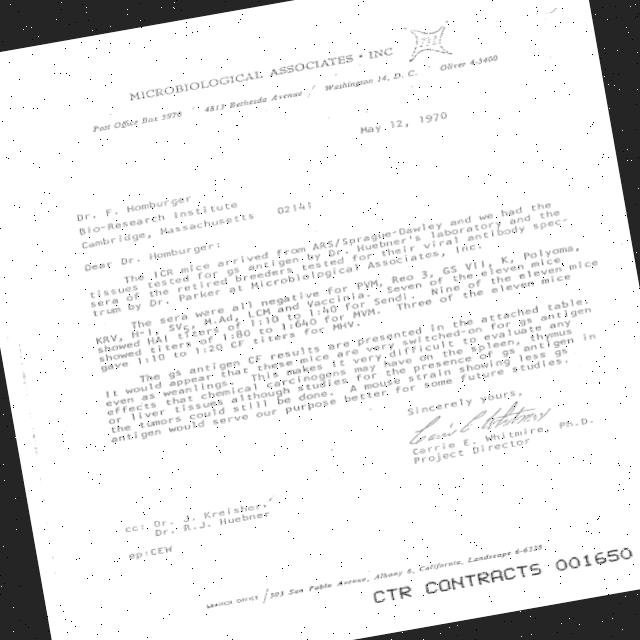 MICROBIOLOGICAL ASSOCIATES • INC
Post Office Box 5970 / 4813 Bethesda Avenue / Washington 14, D. C. Oliver 4-3400
May 12, 1970
Dr. F. Homburger
Bio-Research Institute
Cambridge, Massachusetts 02141
Dear Dr. Homburger:
The ICR mice arrived from ARS/Sprague-Dawley and we had the
tissues tested for gs antigen by Dr. Huebner's laboratory and the
sera of the retired breeders tested for their viral antibody spec-
trum by Dr. Parker at Microbiological Associates, Inc.
The sera were all negative for PVM, Reo 3, GS VII, K, Polyoma,
KRV, H-1, SV5, M.Ad, LCM and Vaccinia. Seven of the eleven mice
showed HAI titers of 1:10 to 1:40 for Sendi. Nine of the eleven mice
showed titers of 1:80 to 1:640 for MVM. Three of the eleven mice
gave 1:10 to 1:20 CF titers for MHV.
The gs antigen CF results are presented in the attached table.
It would appear that these mice are very switched-on for gs antigen
even as weanlings. This makes it very difficult to evaluate any
effects that chemical carcinogens may have on the spleen, thymus
or liver tissues although studies for the presence of gs antigen in
the tumors could still be done. A mouse strain showing less gs
antigen would serve our purpose better for some future studies.
Sincerely yours,
Carrie E. Whitmire
Carrie E. Whitmire, Ph.D.
Project Director
cc: Dr. J. Kreisher
Dr. R.J. Huebner
ep:CEW
BRANCH OFFICE / 503 San Pablo Avenue, Albany 6, California, Landscape 6-6228
CTR CONTRACTS 001650